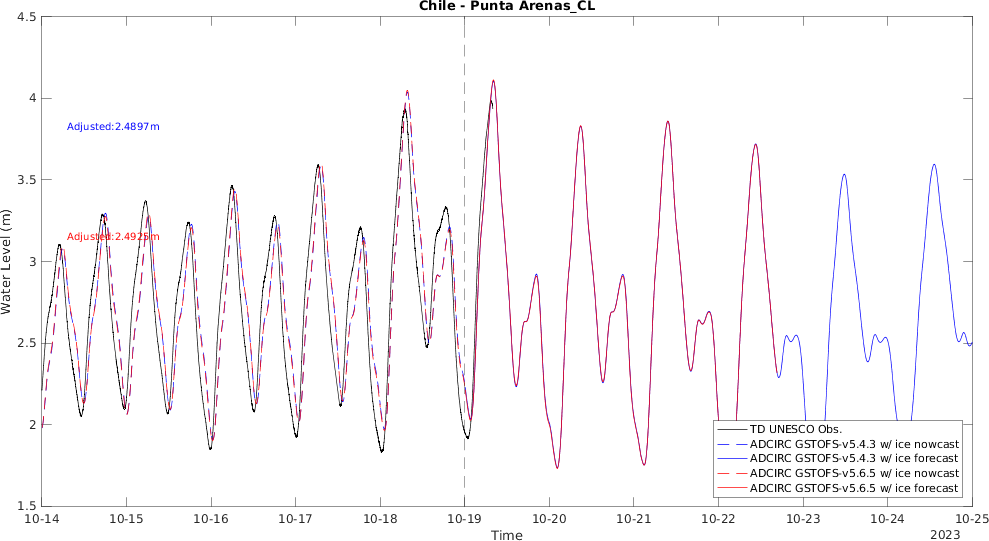 Chile - Punta Arenas_CL
Water Level (m)
4.5
4
3.5
3
2.5
2
1.5
Adjusted:2.4897m
Adjusted:2.4925m
TD UNESCO Obs.
ADCIRC GSTOFS-v5.4.3 w/ ice nowcast
ADCIRC GSTOFS-v5.4.3 w/ ice forecast
ADCIRC GSTOFS-v5.6.5 w/ ice nowcast
ADCIRC GSTOFS-v5.6.5 w/ ice forecast
10-14 10-15 10-16 10-17 10-18 10-19 10-20 10-21 10-22 10-23 10-24 10-25
Time
2023